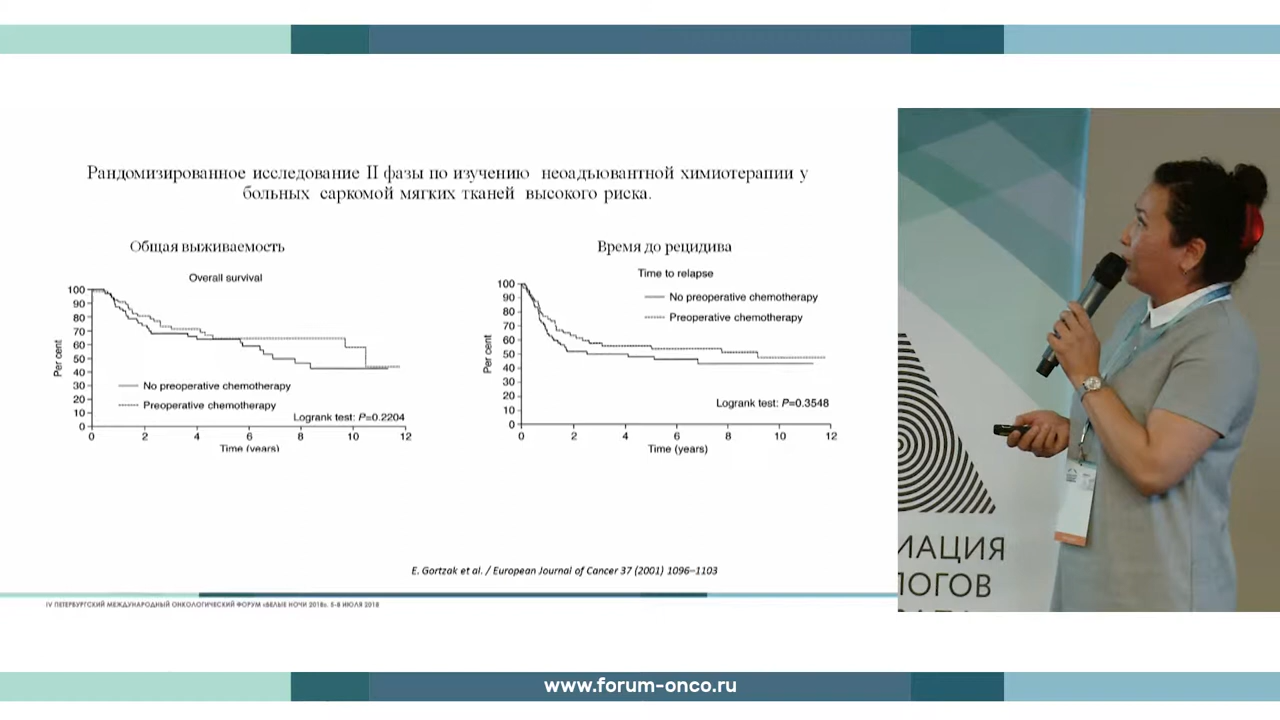 Рандомизированное исследование II фазы по изучению неоадъювантной химиотерапии у
больных саркомой мягких тканей высокого риска.
Общая выживаемость
Overall survival
Per cent
100
90
80
70
60
50
40
30
20
10
0
No preoperative chemotherapy
Preoperative chemotherapy
Logrank test: P=0.2204
0 2 4 6 8 10 12
Time (years)
Время до рецидива
Time to relapse
Per cent
100
90
80
70
60
50
40
30
20
10
0
No preoperative chemotherapy
Preoperative chemotherapy
Logrank test: P=0.3548
0 2 4 6 8 10 12
Time (years)
E. Gortzak et al. / European Journal of Cancer 37 (2001) 1096–1103
IV ПЕТЕРБУРГСКИЙ МЕЖДУНАРОДНЫЙ ОНКОЛОГИЧЕСКИЙ ФОРУМ «БЕЛЫЕ НОЧИ 2018». 5-8 ИЮЛЯ 2018
ИАЦИЯ
ЛОГОВ
www.forum-onco.ru